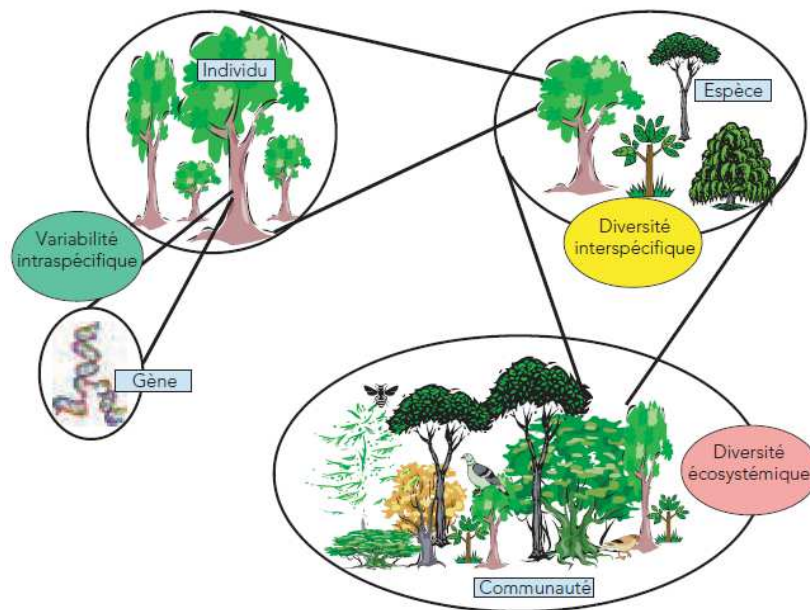 Individu
Espèce
Variabilité
intraspécifique
Diversité
interspécifique
Gène
Diversité
écosystémique
Communauté